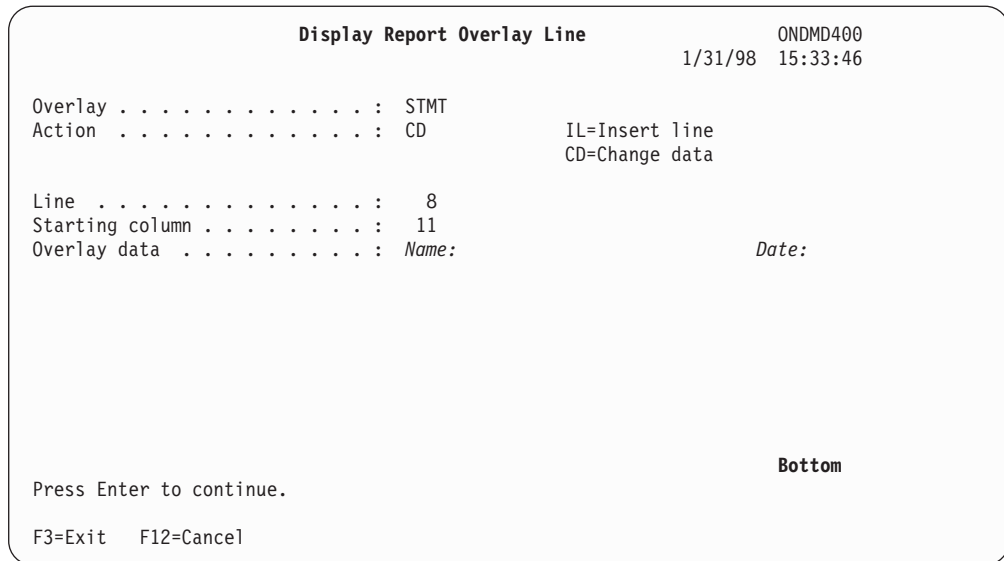 Display Report Overlay Line ONDMD400
1/31/98 15:33:46
Overlay . . . . . . . . . . . . : STMT
Action . . . . . . . . . . . . : CD IL=Insert line
CD=Change data
Line . . . . . . . . . . . . . : 8
Starting column . . . . . . . . : 11
Overlay data . . . . . . . . . : Name: Date:
Bottom
Press Enter to continue.
F3=Exit F12=Cancel